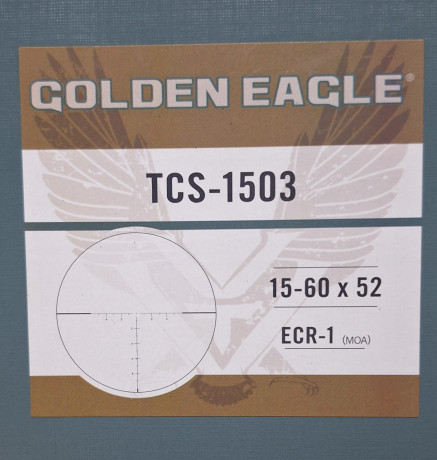 GOLDEN EAGLE®
TCS-1503
15-60 x 52
ECR-1 (MOA)